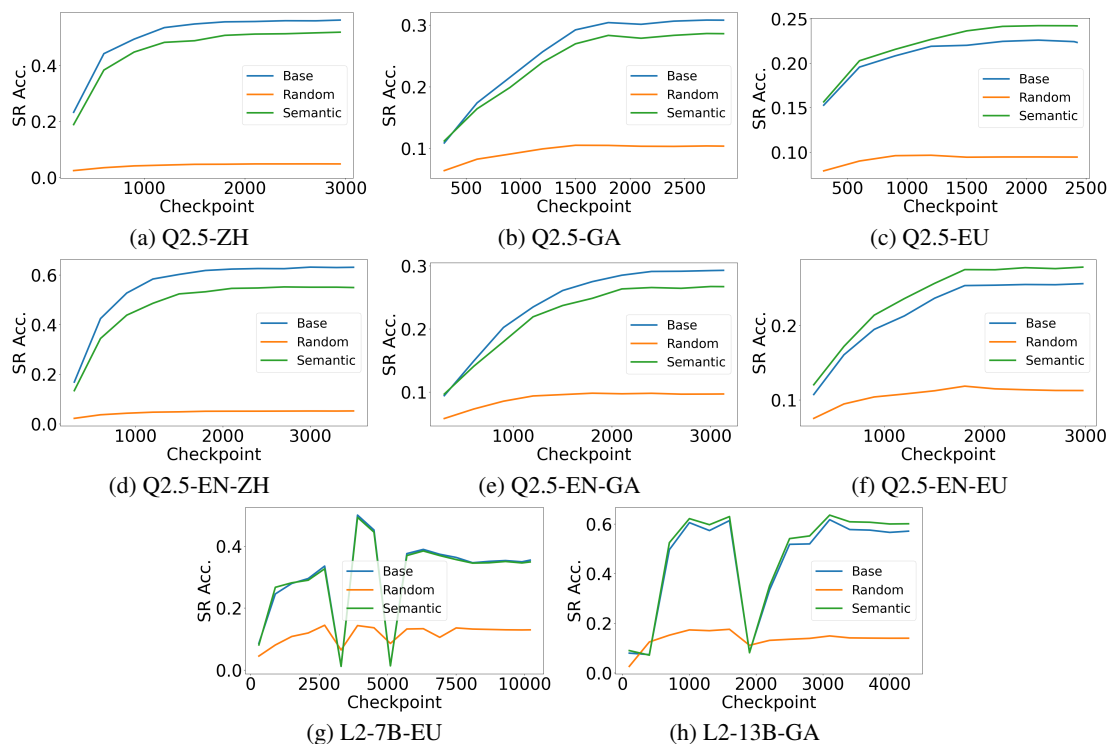 SR Acc.
0.4
0.2
0.0
Base
Random
Semantic
1000 2000 3000
Checkpoint
(a) Q2.5-ZH
SR Acc.
0.3
0.2
0.1
Base
Random
Semantic
500 1000 1500 2000 2500
Checkpoint
(b) Q2.5-GA
SR Acc.
0.25
0.20
0.15
0.10
Base
Random
Semantic
500 1000 1500 2000 2500
Checkpoint
(c) Q2.5-EU
SR Acc.
0.6
0.4
0.2
0.0
Base
Random
Semantic
1000 2000 3000
Checkpoint
(d) Q2.5-EN-ZH
SR Acc.
0.3
0.2
0.1
Base
Random
Semantic
1000 2000 3000
Checkpoint
(e) Q2.5-EN-GA
SR Acc.
0.2
0.1
Base
Random
Semantic
1000 2000 3000
Checkpoint
(f) Q2.5-EN-EU
SR Acc.
0.4
0.2
0.0
Base
Random
Semantic
0 2500 5000 7500 10000
Checkpoint
(g) L2-7B-EU
SR Acc.
0.6
0.4
0.2
0.0
Base
Random
Semantic
0 1000 2000 3000 4000
Checkpoint
(h) L2-13B-GA